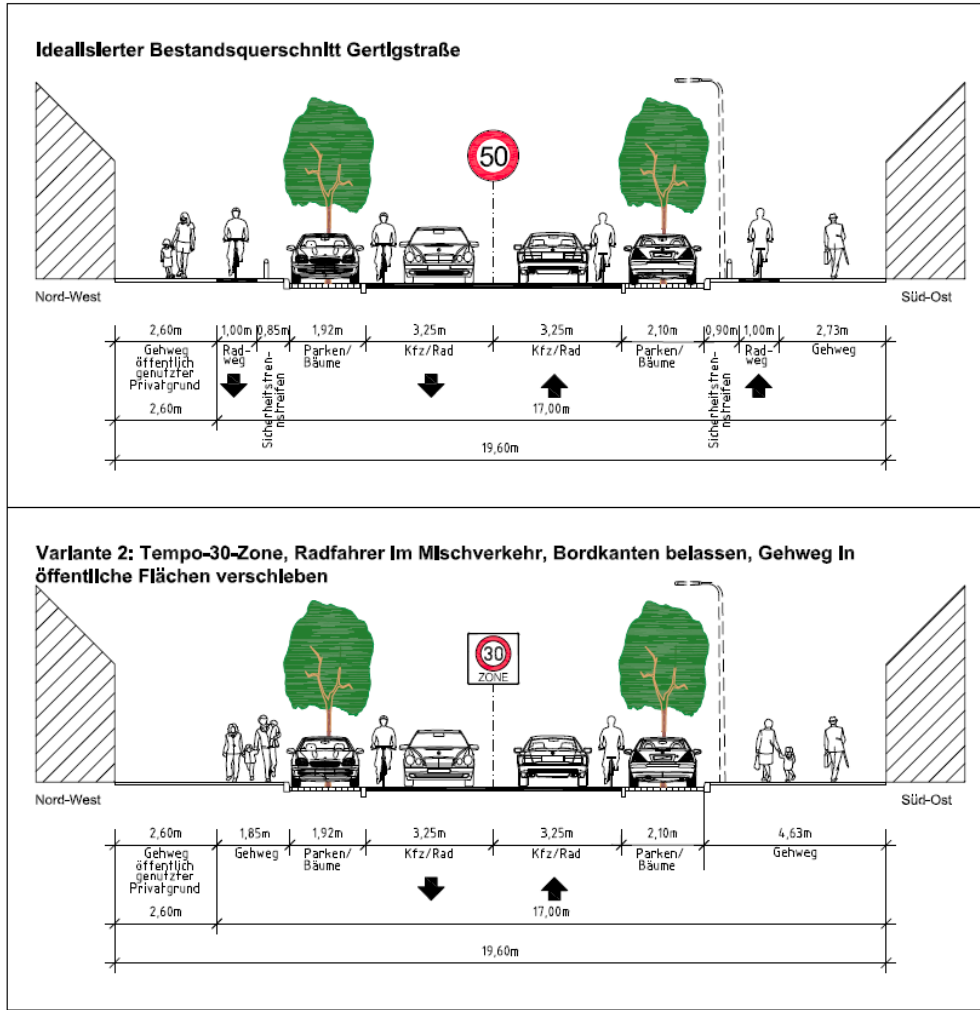 Idealisierter Bestandsquerschnitt Gertigstraße
50
Nord-West
Süd-Ost
2,60m 1,00m 0,85m 1,92m 3,25m 3,25m 2,10m 0,90m 1,00m 2,73m
Gehweg
öffentlich
genutzter
Privatgrund
Rad-
weg
Sicherheitstren-
nstreifen
Parken/
Bäume
Kfz/Rad
Kfz/Rad
Parken/
Bäume
Sicherheitstre-
nstreifen
Rad-
weg
Gehweg
2,60m 17,00m
19,60m
Variante 2: Tempo-30-Zone, Radfahrer im Mischverkehr, Bordkanten belassen, Gehweg in
öffentliche Flächen verschieben
30
ZONE
Nord-West
Süd-Ost
2,60m 1,85m 1,92m 3,25m 3,25m 2,10m 4,63m
Gehweg
öffentlich
genutzter
Privatgrund
Gehweg
Parken/
Bäume
Kfz/Rad
Kfz/Rad
Parken/
Bäume
Gehweg
2,60m 17,00m
19,60m